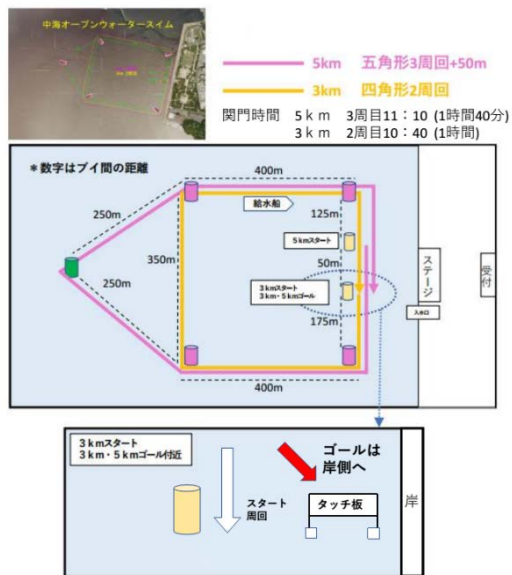 中海オープンウォータースイム
5km 五角形3周回+50m
3km 四角形2周回
関門時間 5km 3周目11:10 (1時間40分)
3km 2周目10:40 (1時間)
*数字はブイ間の距離
400m
給水船
250m
125m
5kmスタート
50m
350m
3kmスタート
3km・5kmゴール
250m
175m
400m
ステージ
受付
入水口
3kmスタート
3km・5kmゴール付近
ゴールは
岸側へ
スタート
周回
タッチ板
岸